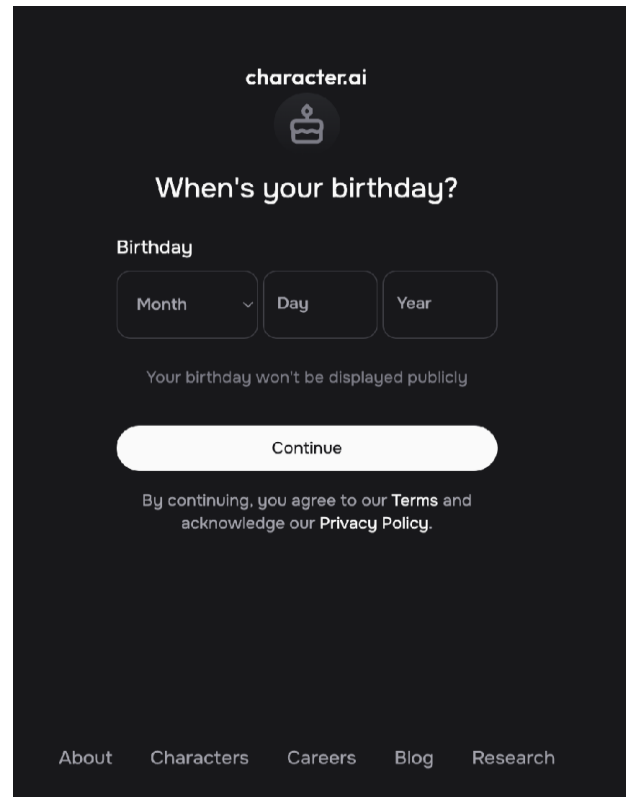 character.ai
When's your birthday?
Birthday
Month Day Year
Your birthday won't be displayed publicly
Continue
By continuing, you agree to our Terms and
acknowledge our Privacy Policy.
About Characters Careers Blog Research